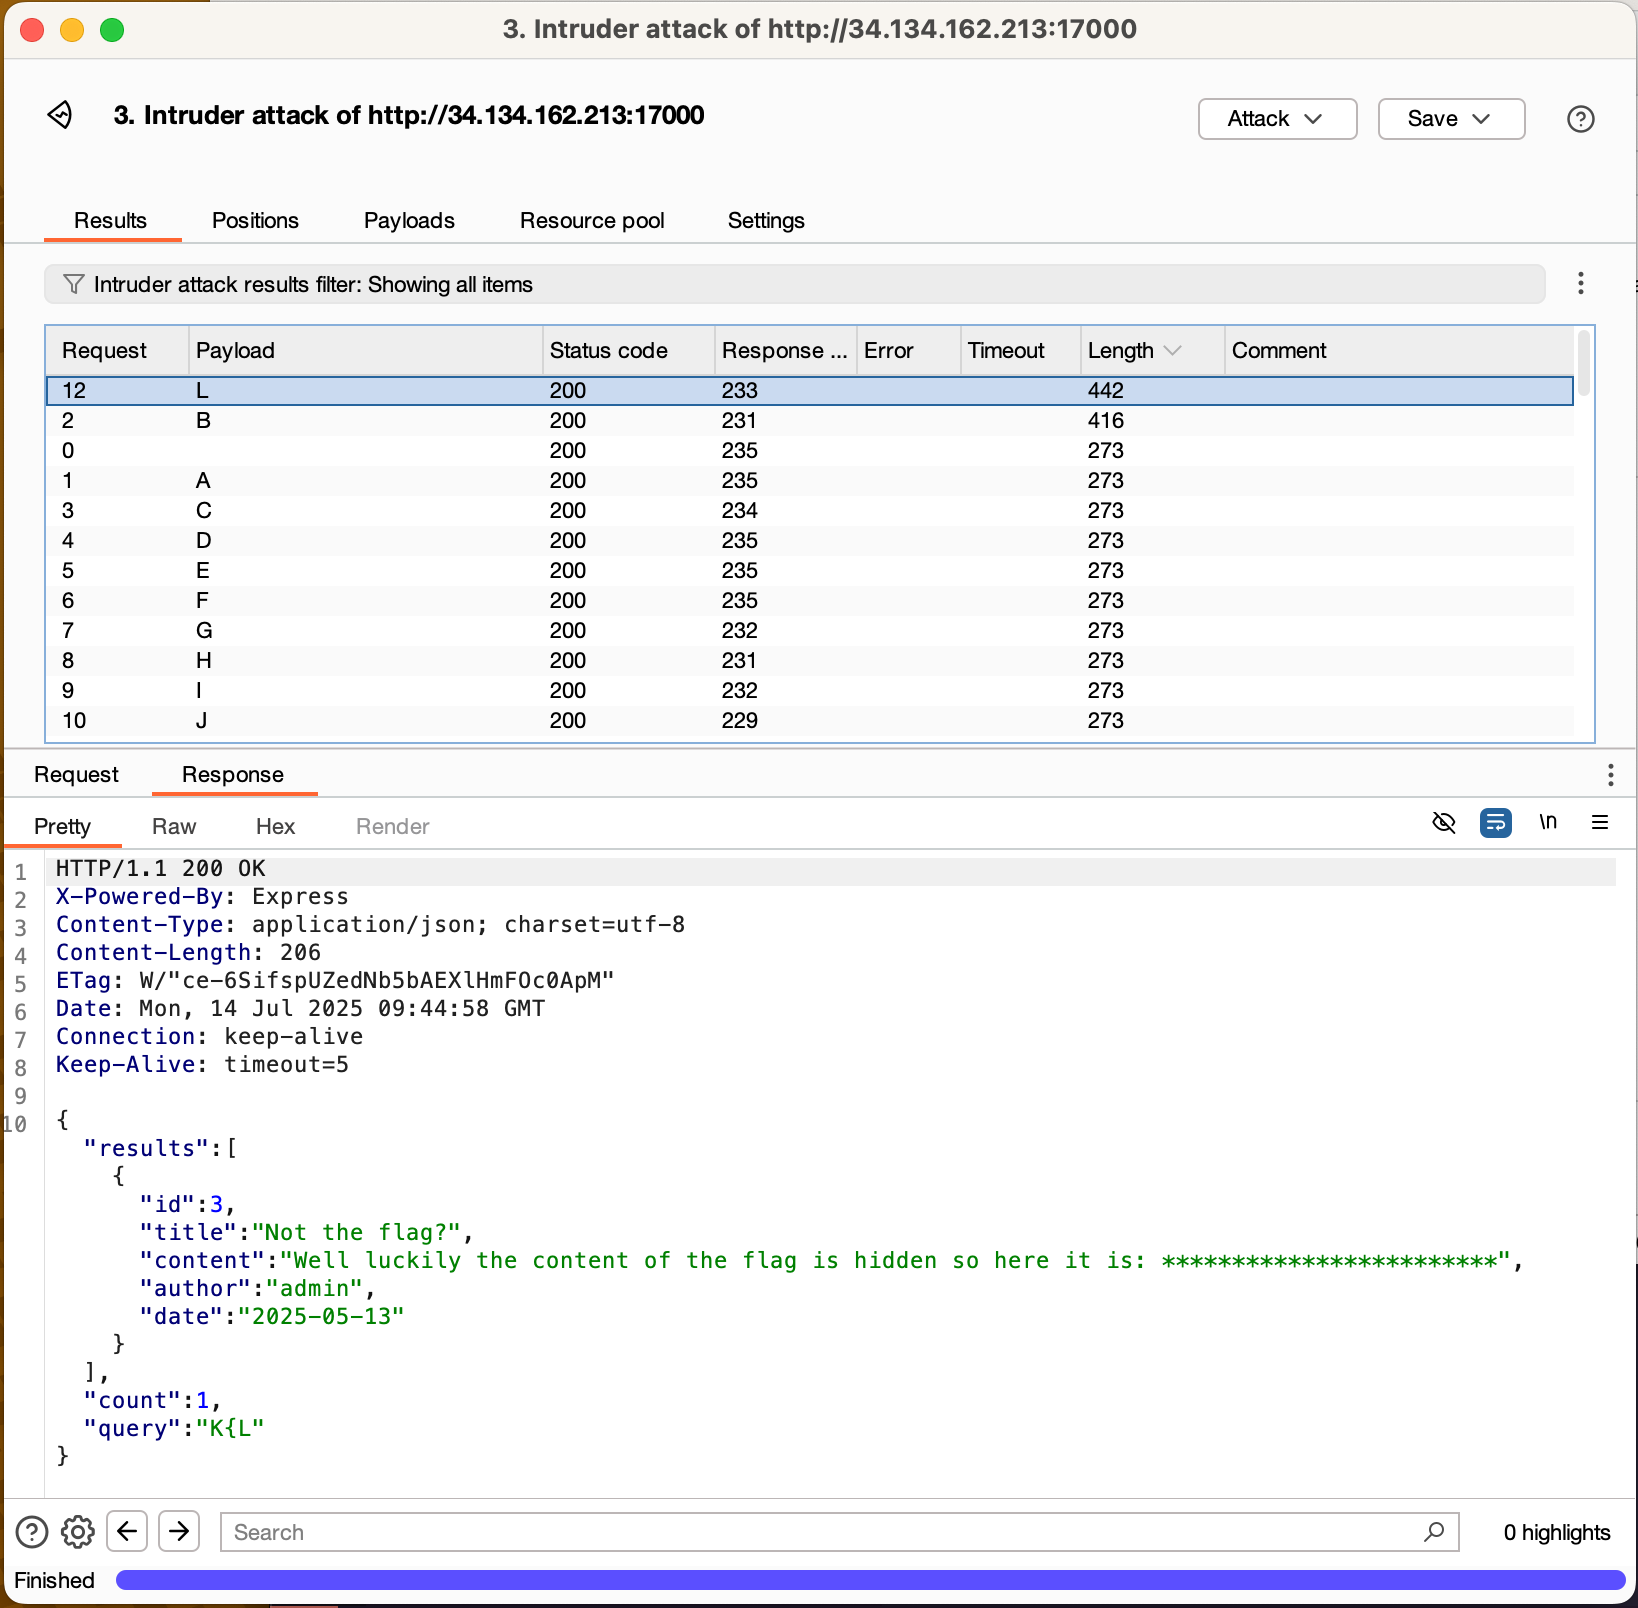 3. Intruder attack of http://34.134.162.213:17000
3. Intruder attack of http://34.134.162.213:17000
Attack
Save
Results Positions Payloads Resource pool Settings
Intruder attack results filter: Showing all items
Request Payload Status code Response ... Error Timeout Length Comment
12 L 200 233 442
2 B 200 231 416
0 200 235 273
1 A 200 235 273
3 C 200 234 273
4 D 200 235 273
5 E 200 235 273
6 F 200 235 273
7 G 200 232 273
8 H 200 231 273
9 I 200 232 273
10 J 200 229 273
Request Response
Pretty Raw Hex Render
\n
1 HTTP/1.1 200 OK
2 X-Powered-By: Express
3 Content-Type: application/json; charset=utf-8
4 Content-Length: 206
5 ETag: W/"ce-6SifspUZedNb5bAEXlHmFOc0ApM"
6 Date: Mon, 14 Jul 2025 09:44:58 GMT
7 Connection: keep-alive
8 Keep-Alive: timeout=5
9
10 {
"results":[
{
"id":3,
"title":"Not the flag?",
"content":"Well luckily the content of the flag is hidden so here it is: ************************",
"author":"admin",
"date":"2025-05-13"
}
],
"count":1,
"query":"K{L"
}
Search
0 highlights
Finished